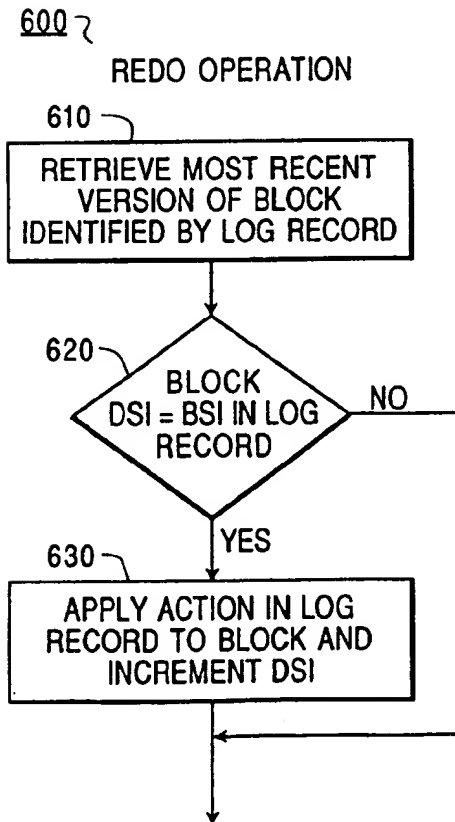 600
REDO OPERATION
610
RETRIEVE MOST RECENT
VERSION OF BLOCK
IDENTIFIED BY LOG RECORD
620
BLOCK
DSI = BSI IN LOG
RECORD
NO
YES
630
APPLY ACTION IN LOG
RECORD TO BLOCK AND
INCREMENT DSI